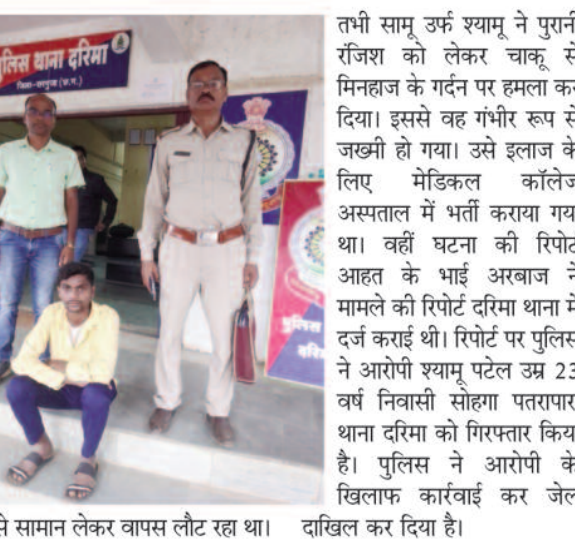 पुलिस थाना दरिमा
जिला-सरगुजा (छ.ग.)
पुलिस
से सामान लेकर वापस लौट रहा था।
तभी सामू उर्फ श्यामू ने पुरानी
रंजिश को लेकर चाकू से
मिनहाज के गर्दन पर हमला कर
दिया। इससे वह गंभीर रूप से
जख्मी हो गया। उसे इलाज के
लिए मेडिकल कॉलेज
अस्पताल में भर्ती कराया गया
था। वहीं घटना की रिपोर्ट
आहत के भाई अरबाज ने
मामले की रिपोर्ट दरिमा थाना में
दर्ज कराई थी। रिपोर्ट पर पुलिस
ने आरोपी श्यामू पटेल उम्र 23
वर्ष निवासी सोहगा पतरापारा
थाना दरिमा को गिरफ्तार किया
है। पुलिस ने आरोपी के
खिलाफ कार्रवाई कर जेल
दाखिल कर दिया है।